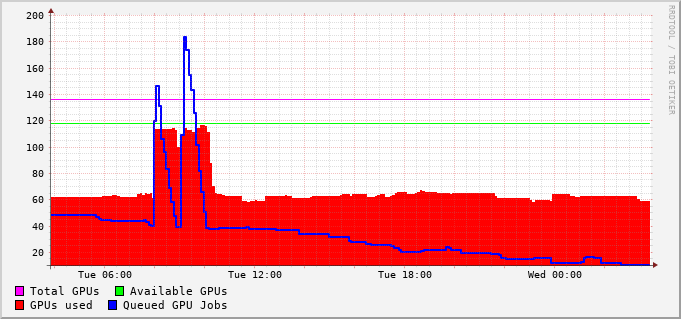 200
180
160
140
120
100
80
60
40
20
Tue 06:00 Tue 12:00 Tue 18:00 Wed 00:00
Total GPUs Available GPUs
GPUs used Queued GPU Jobs
RRDTOOL / TOBI OETIKER